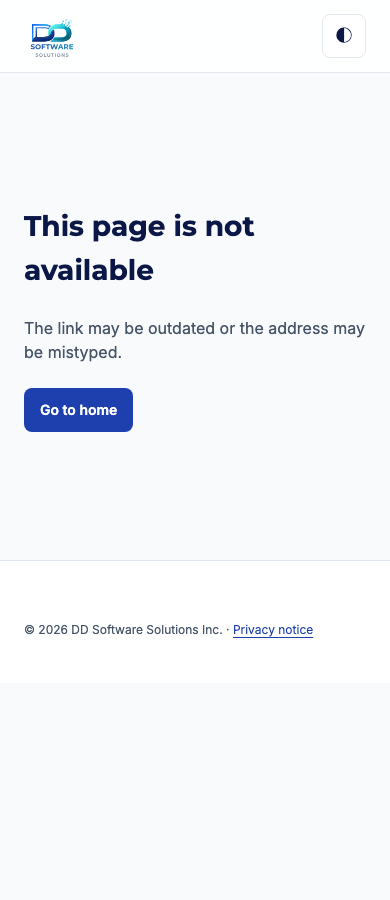 DD
SOFTWARE
SOLUTIONS
This page is not
available
The link may be outdated or the address may
be mistyped.
Go to home
© 2026 DD Software Solutions Inc. · Privacy notice